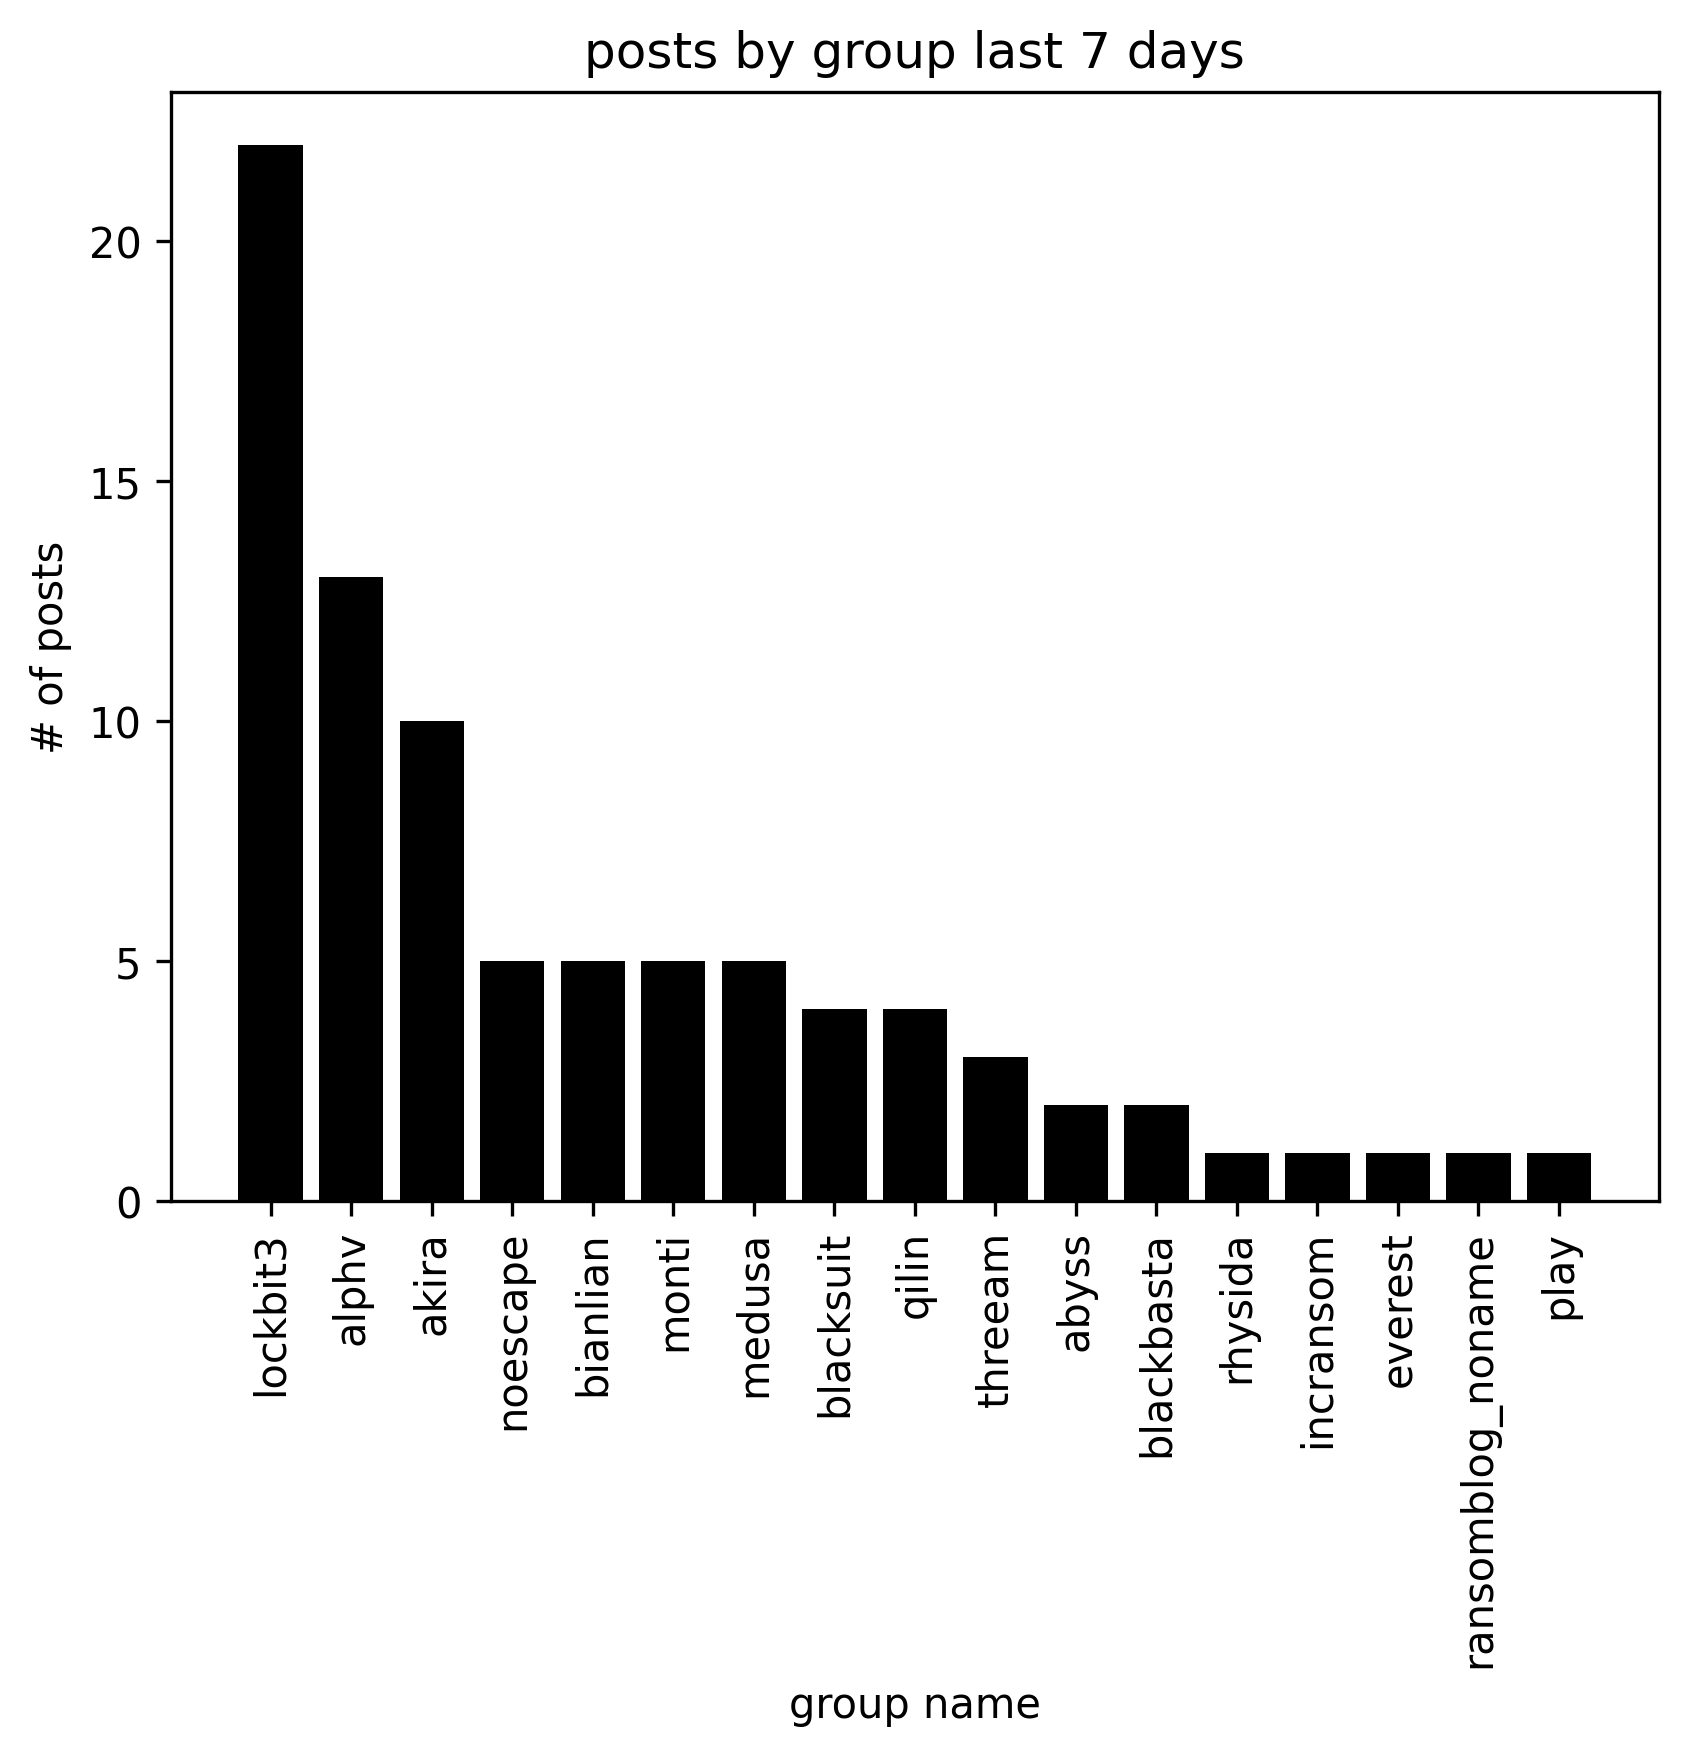 posts by group last 7 days
# of posts
20
15
10
5
0
lockbit3
alphv
akira
noescape
bianlian
monti
medusa
blacksuit
qilin
threeam
abyss
blackbasta
rhysida
incransom
everest
ransomblog_noname
play
group name